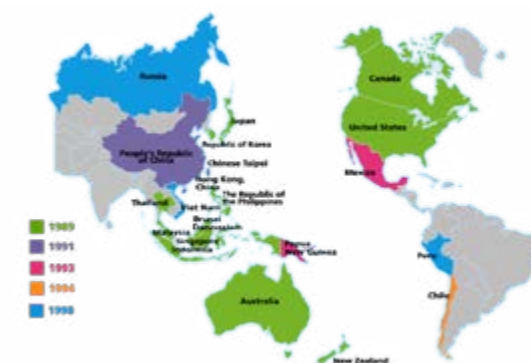 Russia
Canada
Japan
United States
Republic of Korea
People's Republic
of China
Chinese Taipei
Mexico
Hong Kong,
China
The Republic of
the Philippines
Thailand
Viet Nam
Brunei
Darussalam
Malaysia
Singapore
Indonesia
Papua
New Guinea
Peru
Chile
Australia
New Zealand
1989
1991
1993
1994
1998